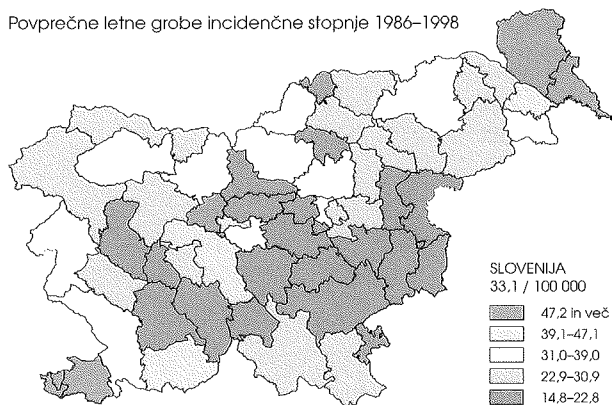 Povprečne letne grobe incidenčne stopnje 1986–1998
SLOVENIJA
33,1 / 100 000
47,2 in več
39,1–47,1
31,0–39,0
22,9–30,9
14,8–22,8